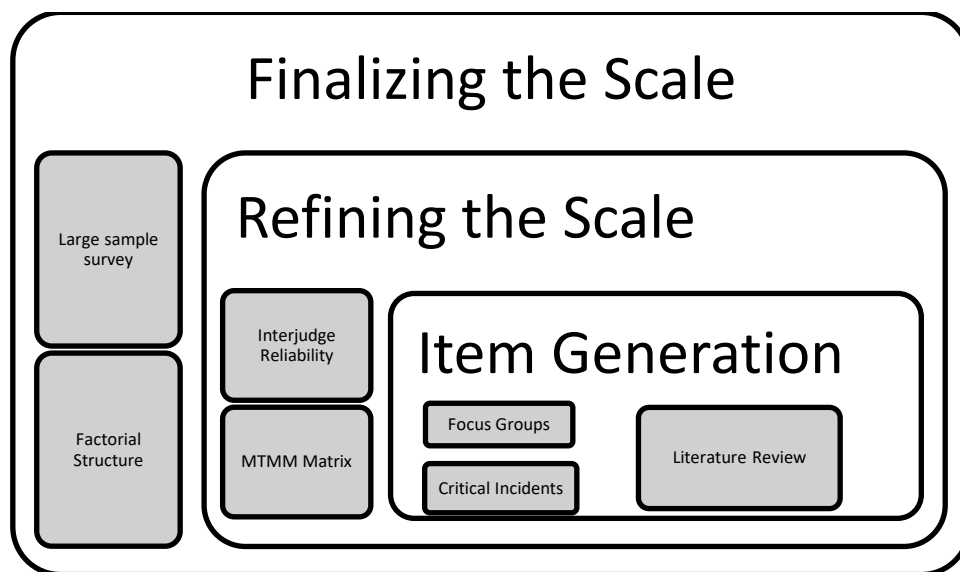 Finalizing the Scale
Large sample
survey
Factorial
Structure
Refining the Scale
Interjudge
Reliability
MTMM Matrix
Item Generation
Focus Groups
Critical Incidents
Literature Review